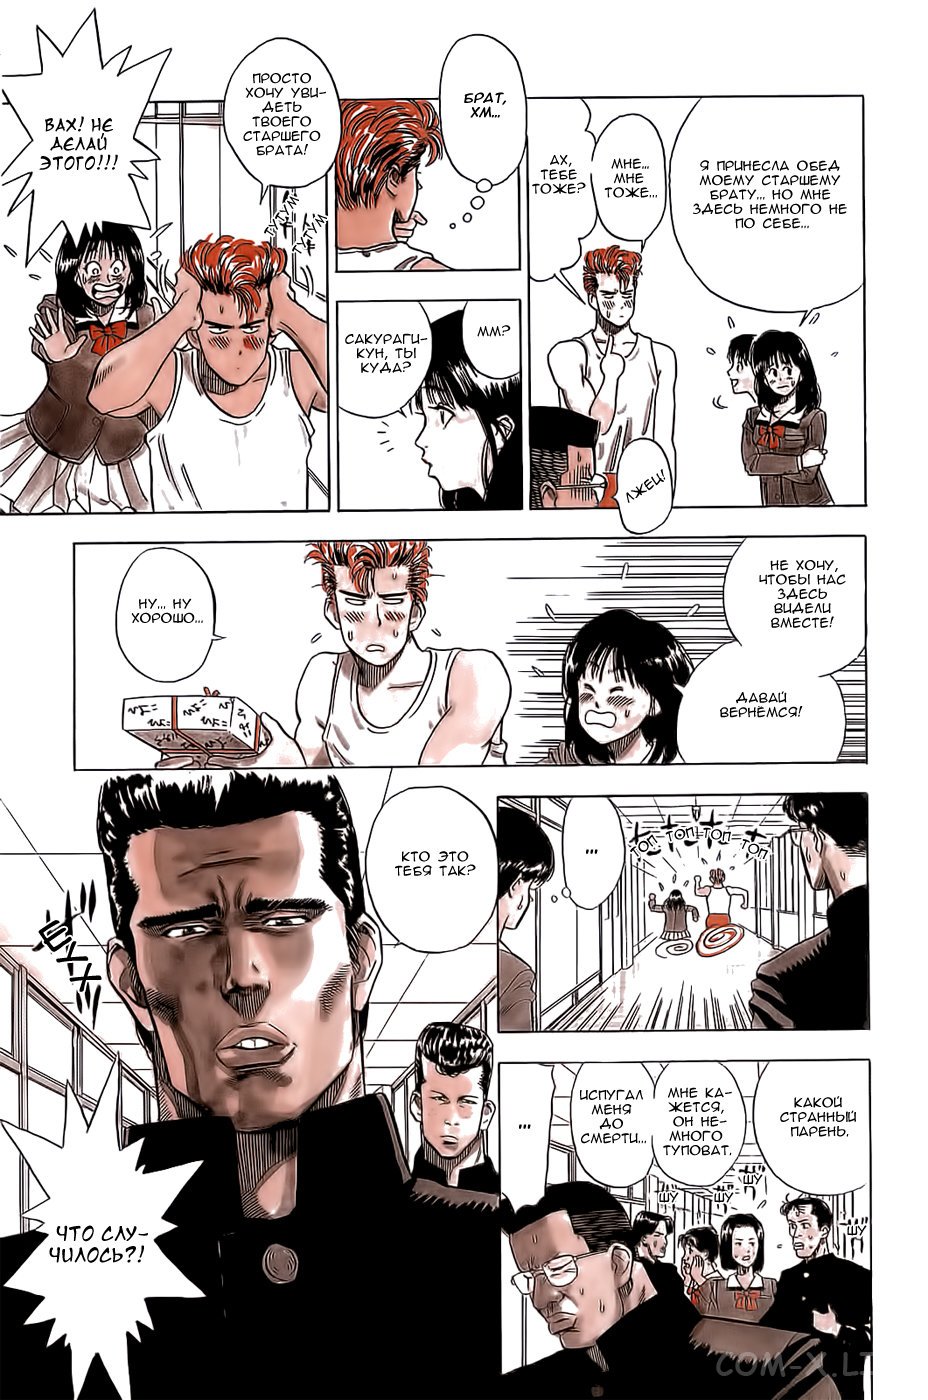 Я ПРИНЕСЛА ОБЕД
МОЕМУ СТАРШЕМУ
БРАТУ... НО МНЕ
ЗДЕСЬ НЕМНОГО НЕ
ПО СЕБЕ...
МНЕ...
МНЕ
ТОЖЕ...
АХ,
ТЕБЕ
ТОЖЕ?
ЛЖЕЦ!
БРАТ,
ХМ...
ММ?
САКУРАГИ-
КУН, ТЫ
КУДА?
ПРОСТО
ХОЧУ УВИ-
ДЕТЬ
ТВОЕГО
СТАРШЕГО
БРАТА!
ВАХ! НЕ
ДЕЛАЙ
ЭТОГО!!!
НЕ ХОЧУ,
ЧТОБЫ НАС
ЗДЕСЬ
ВИДЕЛИ
ВМЕСТЕ!
ДАВАЙ
ВЕРНЁМСЯ!
НУ... НУ
ХОРОШО...
...
ТОП
ТОП
ТОП
ТОП
КТО ЭТО
ТЕБЯ ТАК?
ЧТО СЛУ-
ЧИЛОСЬ?!
КАКОЙ
СТРАННЫЙ
ПАРЕНЬ.
МНЕ КА-
ЖЕТСЯ,
ОН НЕ-
МНОГО
ТУПОВАТ.
ИСПУГАЛ
МЕНЯ
ДО
СМЕРТИ...
...
ШУ
ШУ
ШУ
ШУ
COM-X.LI